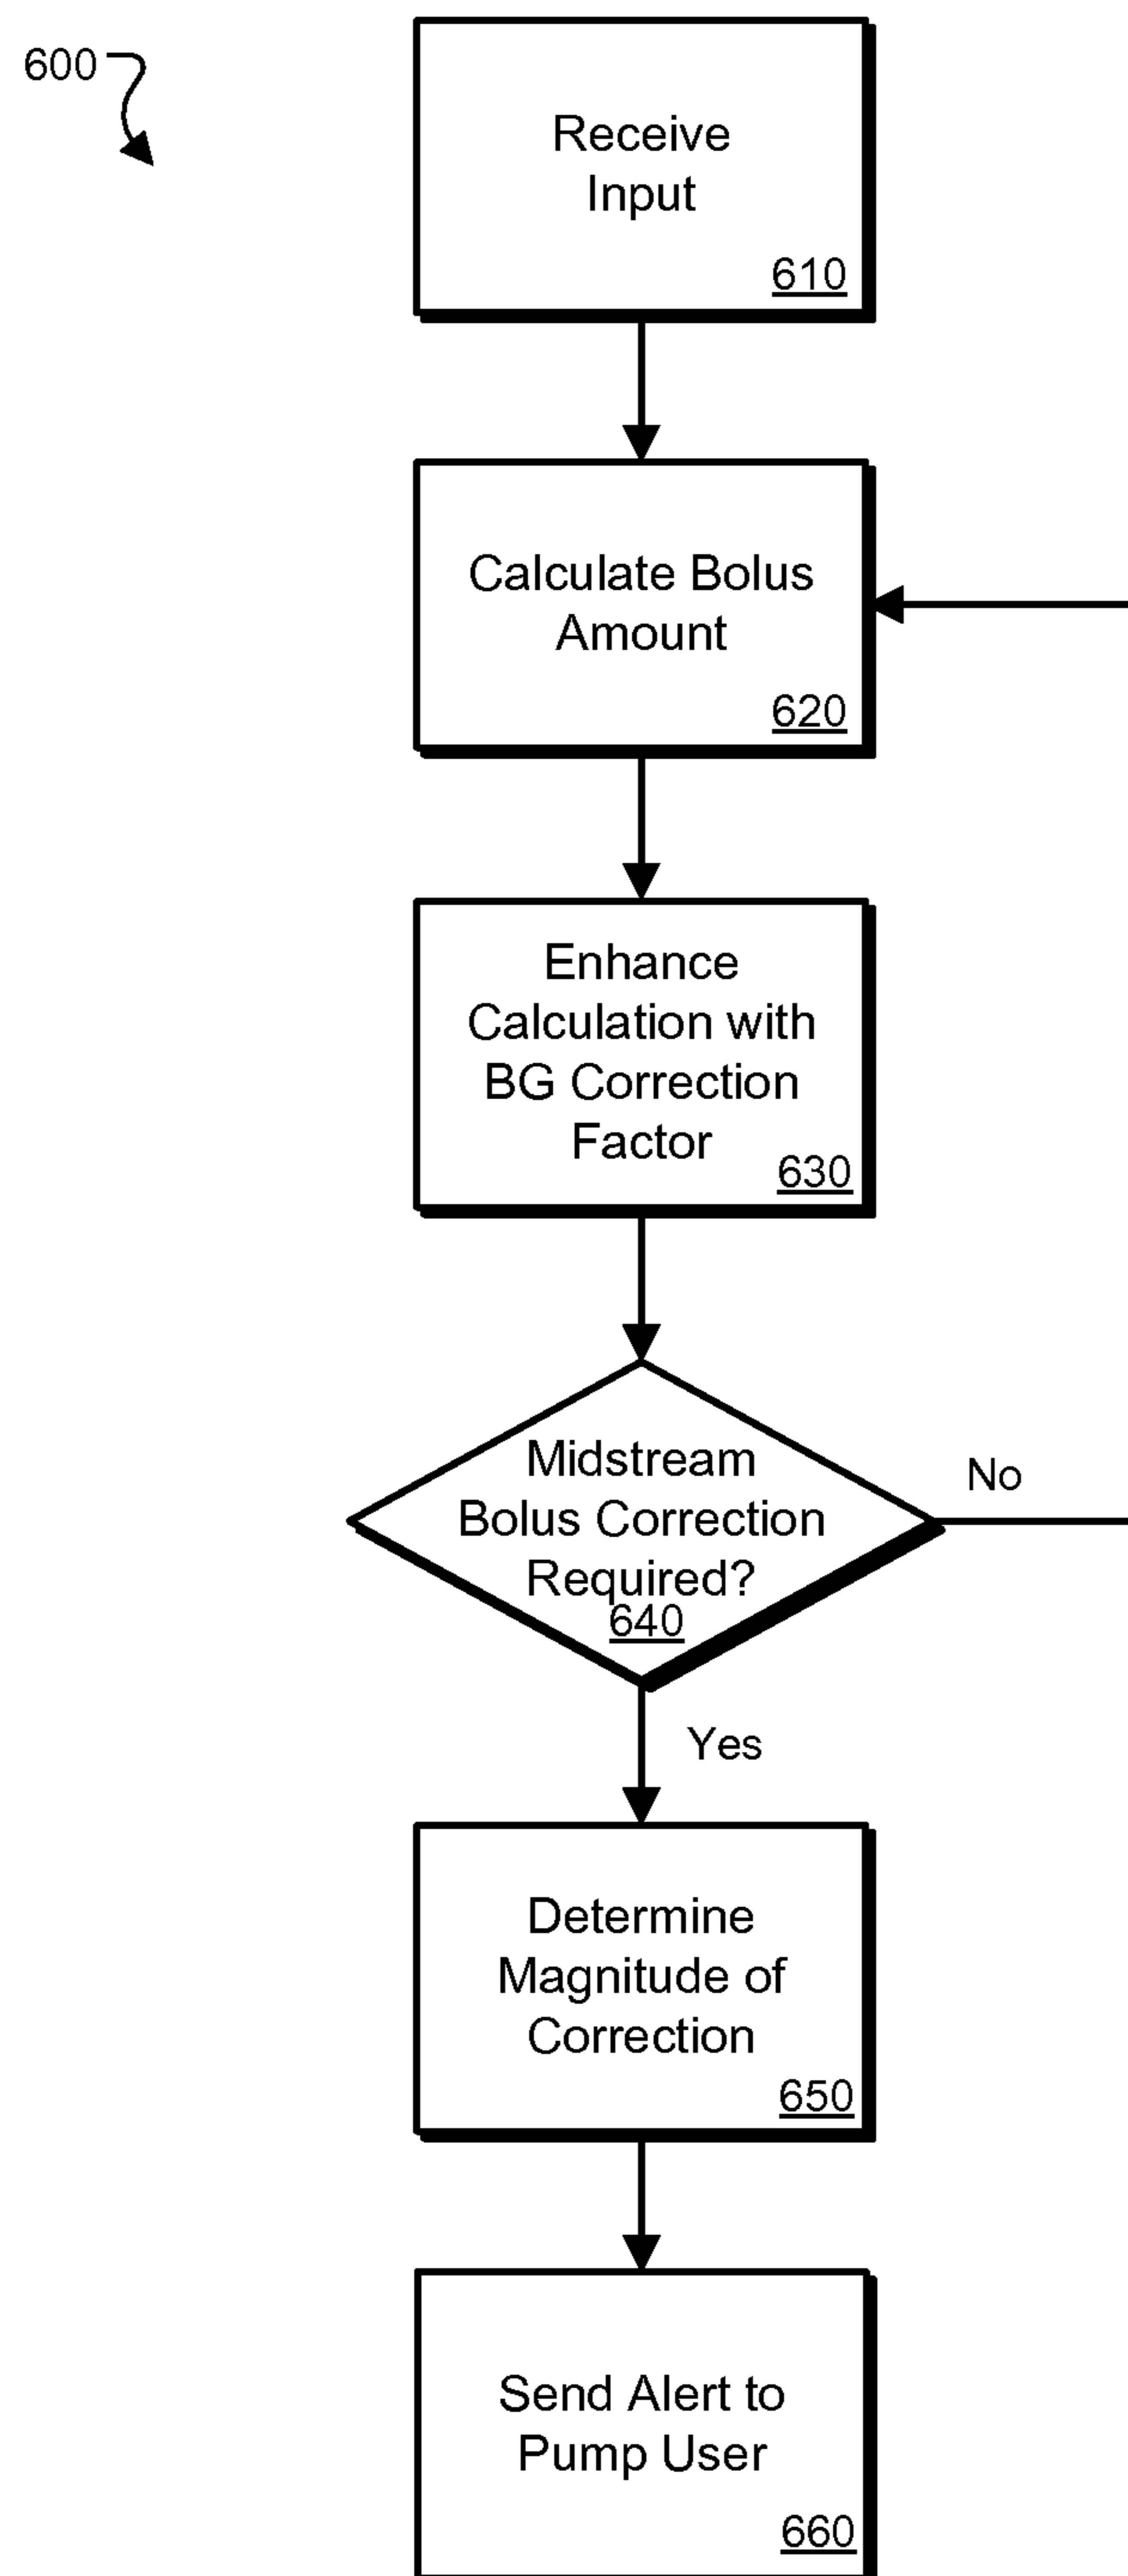 600
Receive
Input
610
Calculate Bolus
Amount
620
Enhance
Calculation with
BG Correction
Factor
630
Midstream
Bolus Correction
Required?
640
No
Yes
Determine
Magnitude of
Correction
650
Send Alert to
Pump User
660